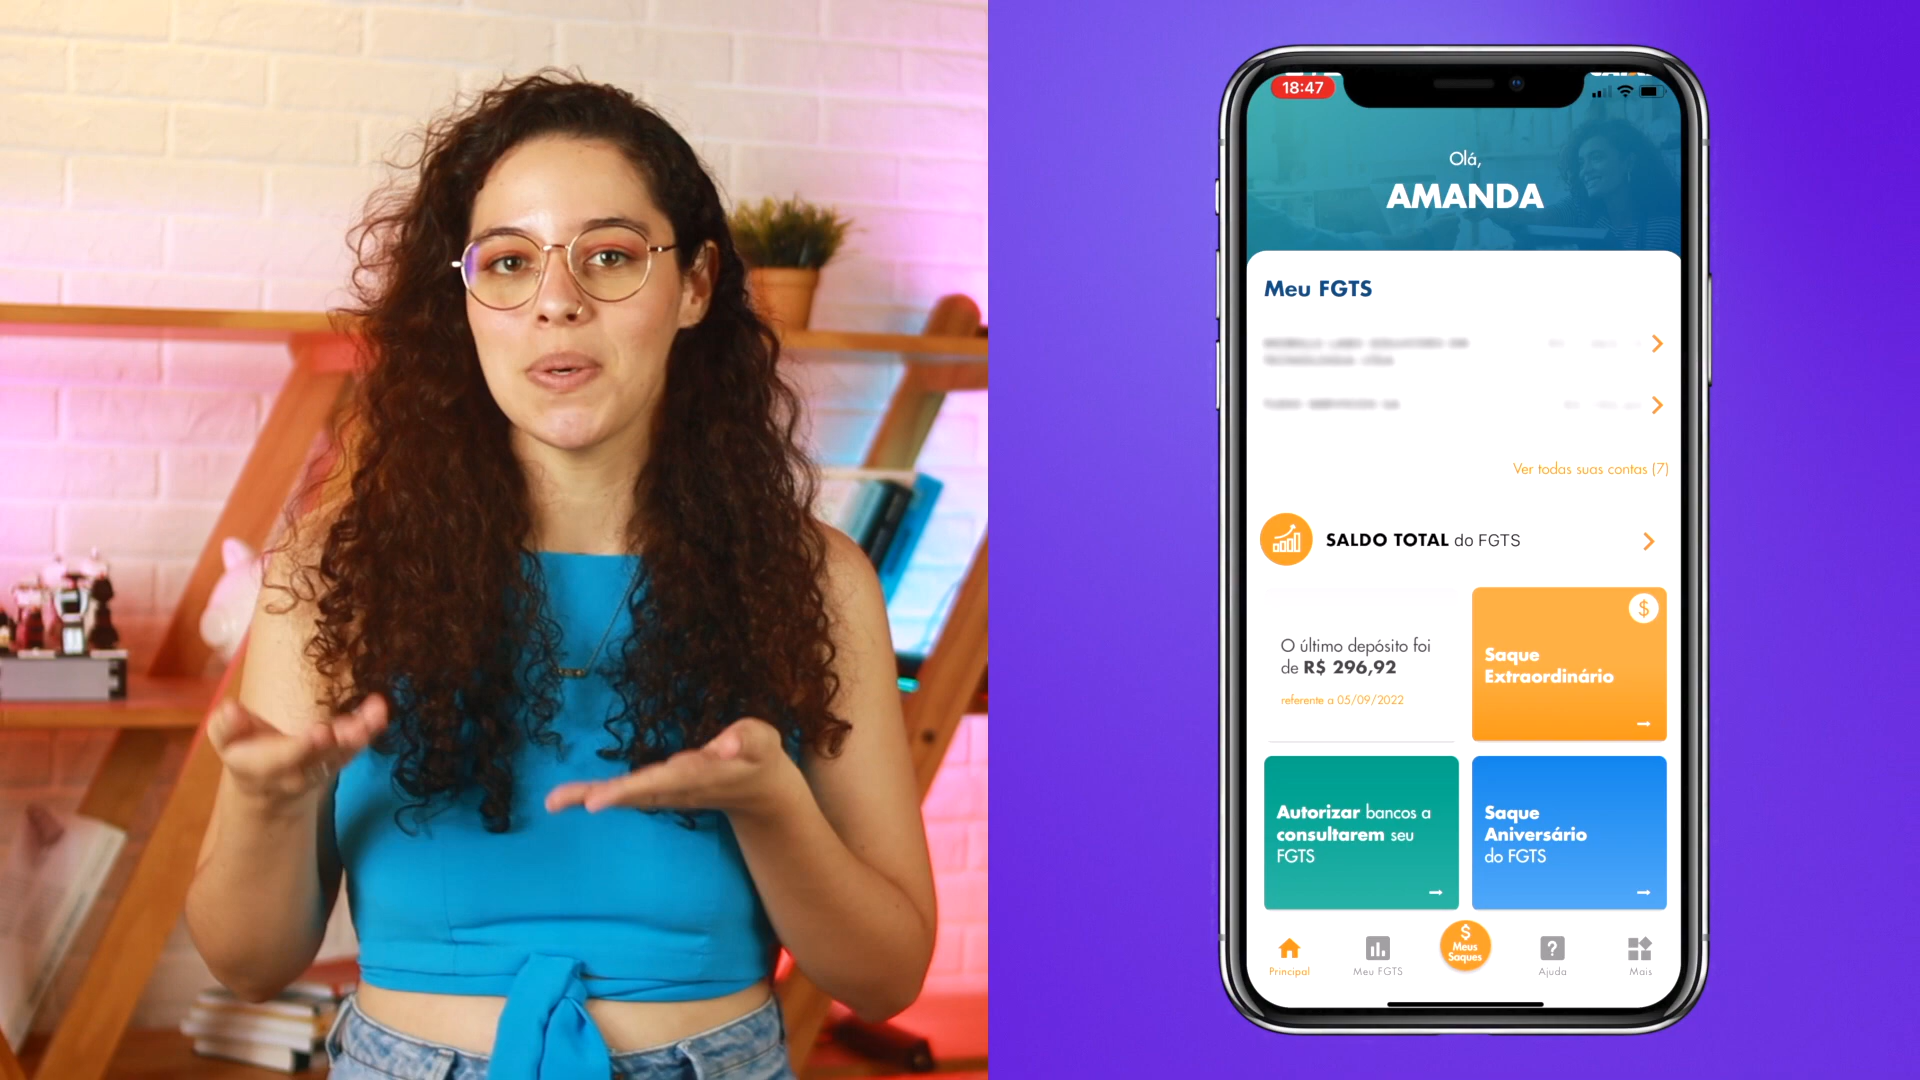 18:47
Olá,
AMANDA
Meu FGTS
Ver todas suas contas (7)
SALDO TOTAL do FGTS
O último depósito foi
de R$ 296,92
referente a 05/09/2022
$
Saque
Extraordinário
Autorizar bancos a
consultarem seu
FGTS
Saque
Aniversário
do FGTS
Principal
Meu FGTS
$
Meus
Saques
?
Ajuda
Mais